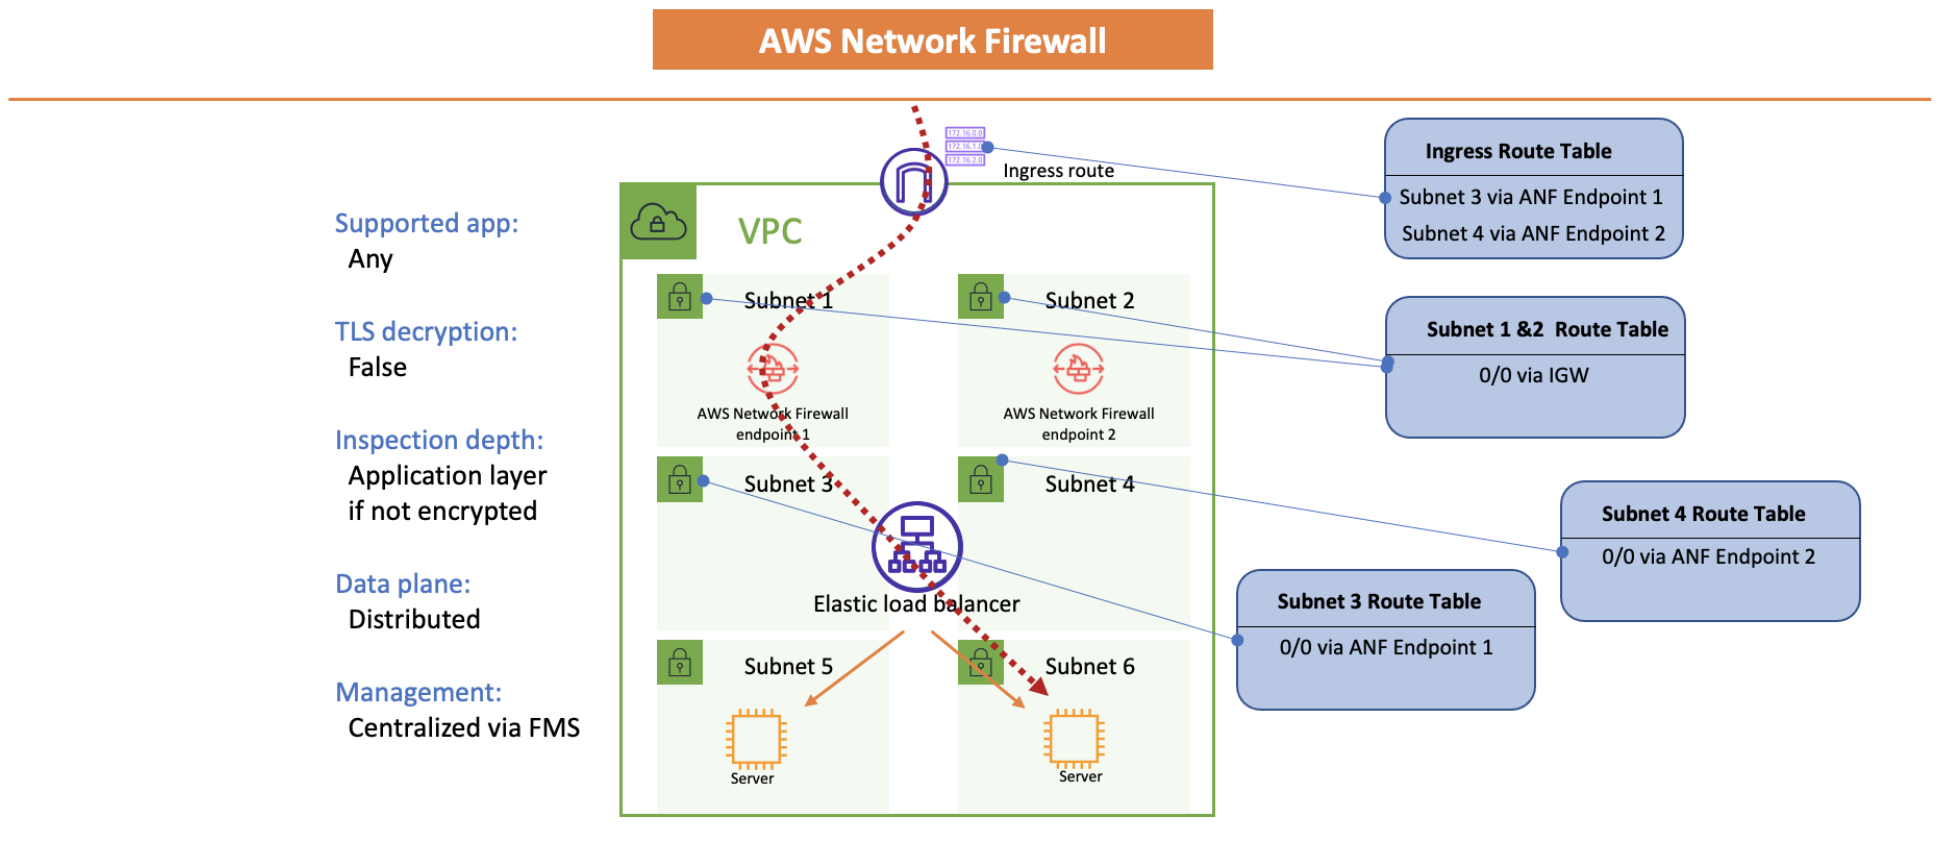 AWS Network Firewall
172.16.0.0
172.16.1.0
172.16.2.0
Ingress route
VPC
Supported app:
Any
TLS decryption:
False
Inspection depth:
Application layer
if not encrypted
Data plane:
Distributed
Management:
Centralized via FMS
Subnet 1
Subnet 2
AWS Network Firewall
endpoint 1
AWS Network Firewall
endpoint 2
Subnet 3
Subnet 4
Elastic load balancer
Subnet 5
Subnet 6
Server
Server
Ingress Route Table
Subnet 3 via ANF Endpoint 1
Subnet 4 via ANF Endpoint 2
Subnet 1 &2 Route Table
0/0 via IGW
Subnet 4 Route Table
0/0 via ANF Endpoint 2
Subnet 3 Route Table
0/0 via ANF Endpoint 1